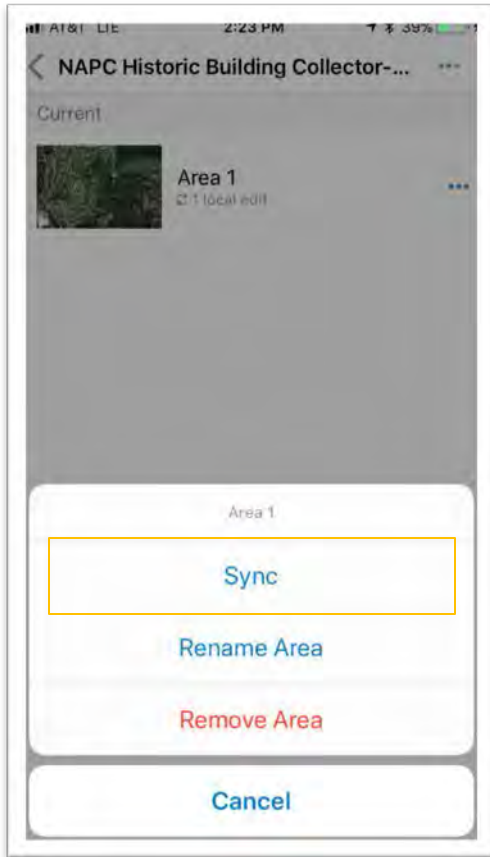 AT&T LTE 2:23 PM 39%
NAPC Historic Building Collector-...
Current
Area 1
1 local edit
Area 1
Sync
Rename Area
Remove Area
Cancel